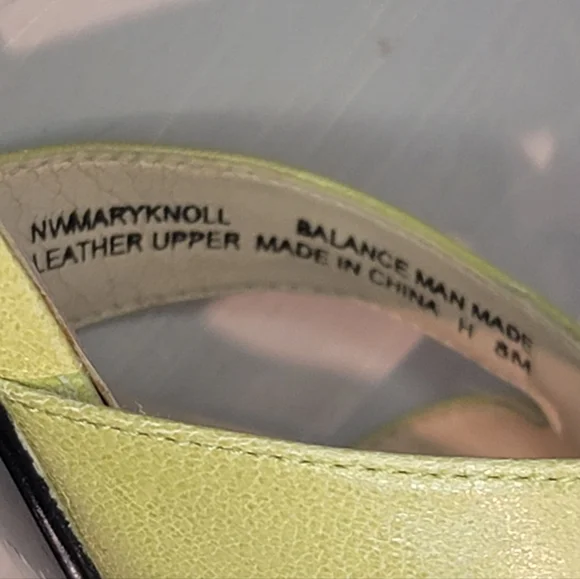 NWMARYKNOLL BALANCE MAN MADE
LEATHER UPPER MADE IN CHINA H 8M